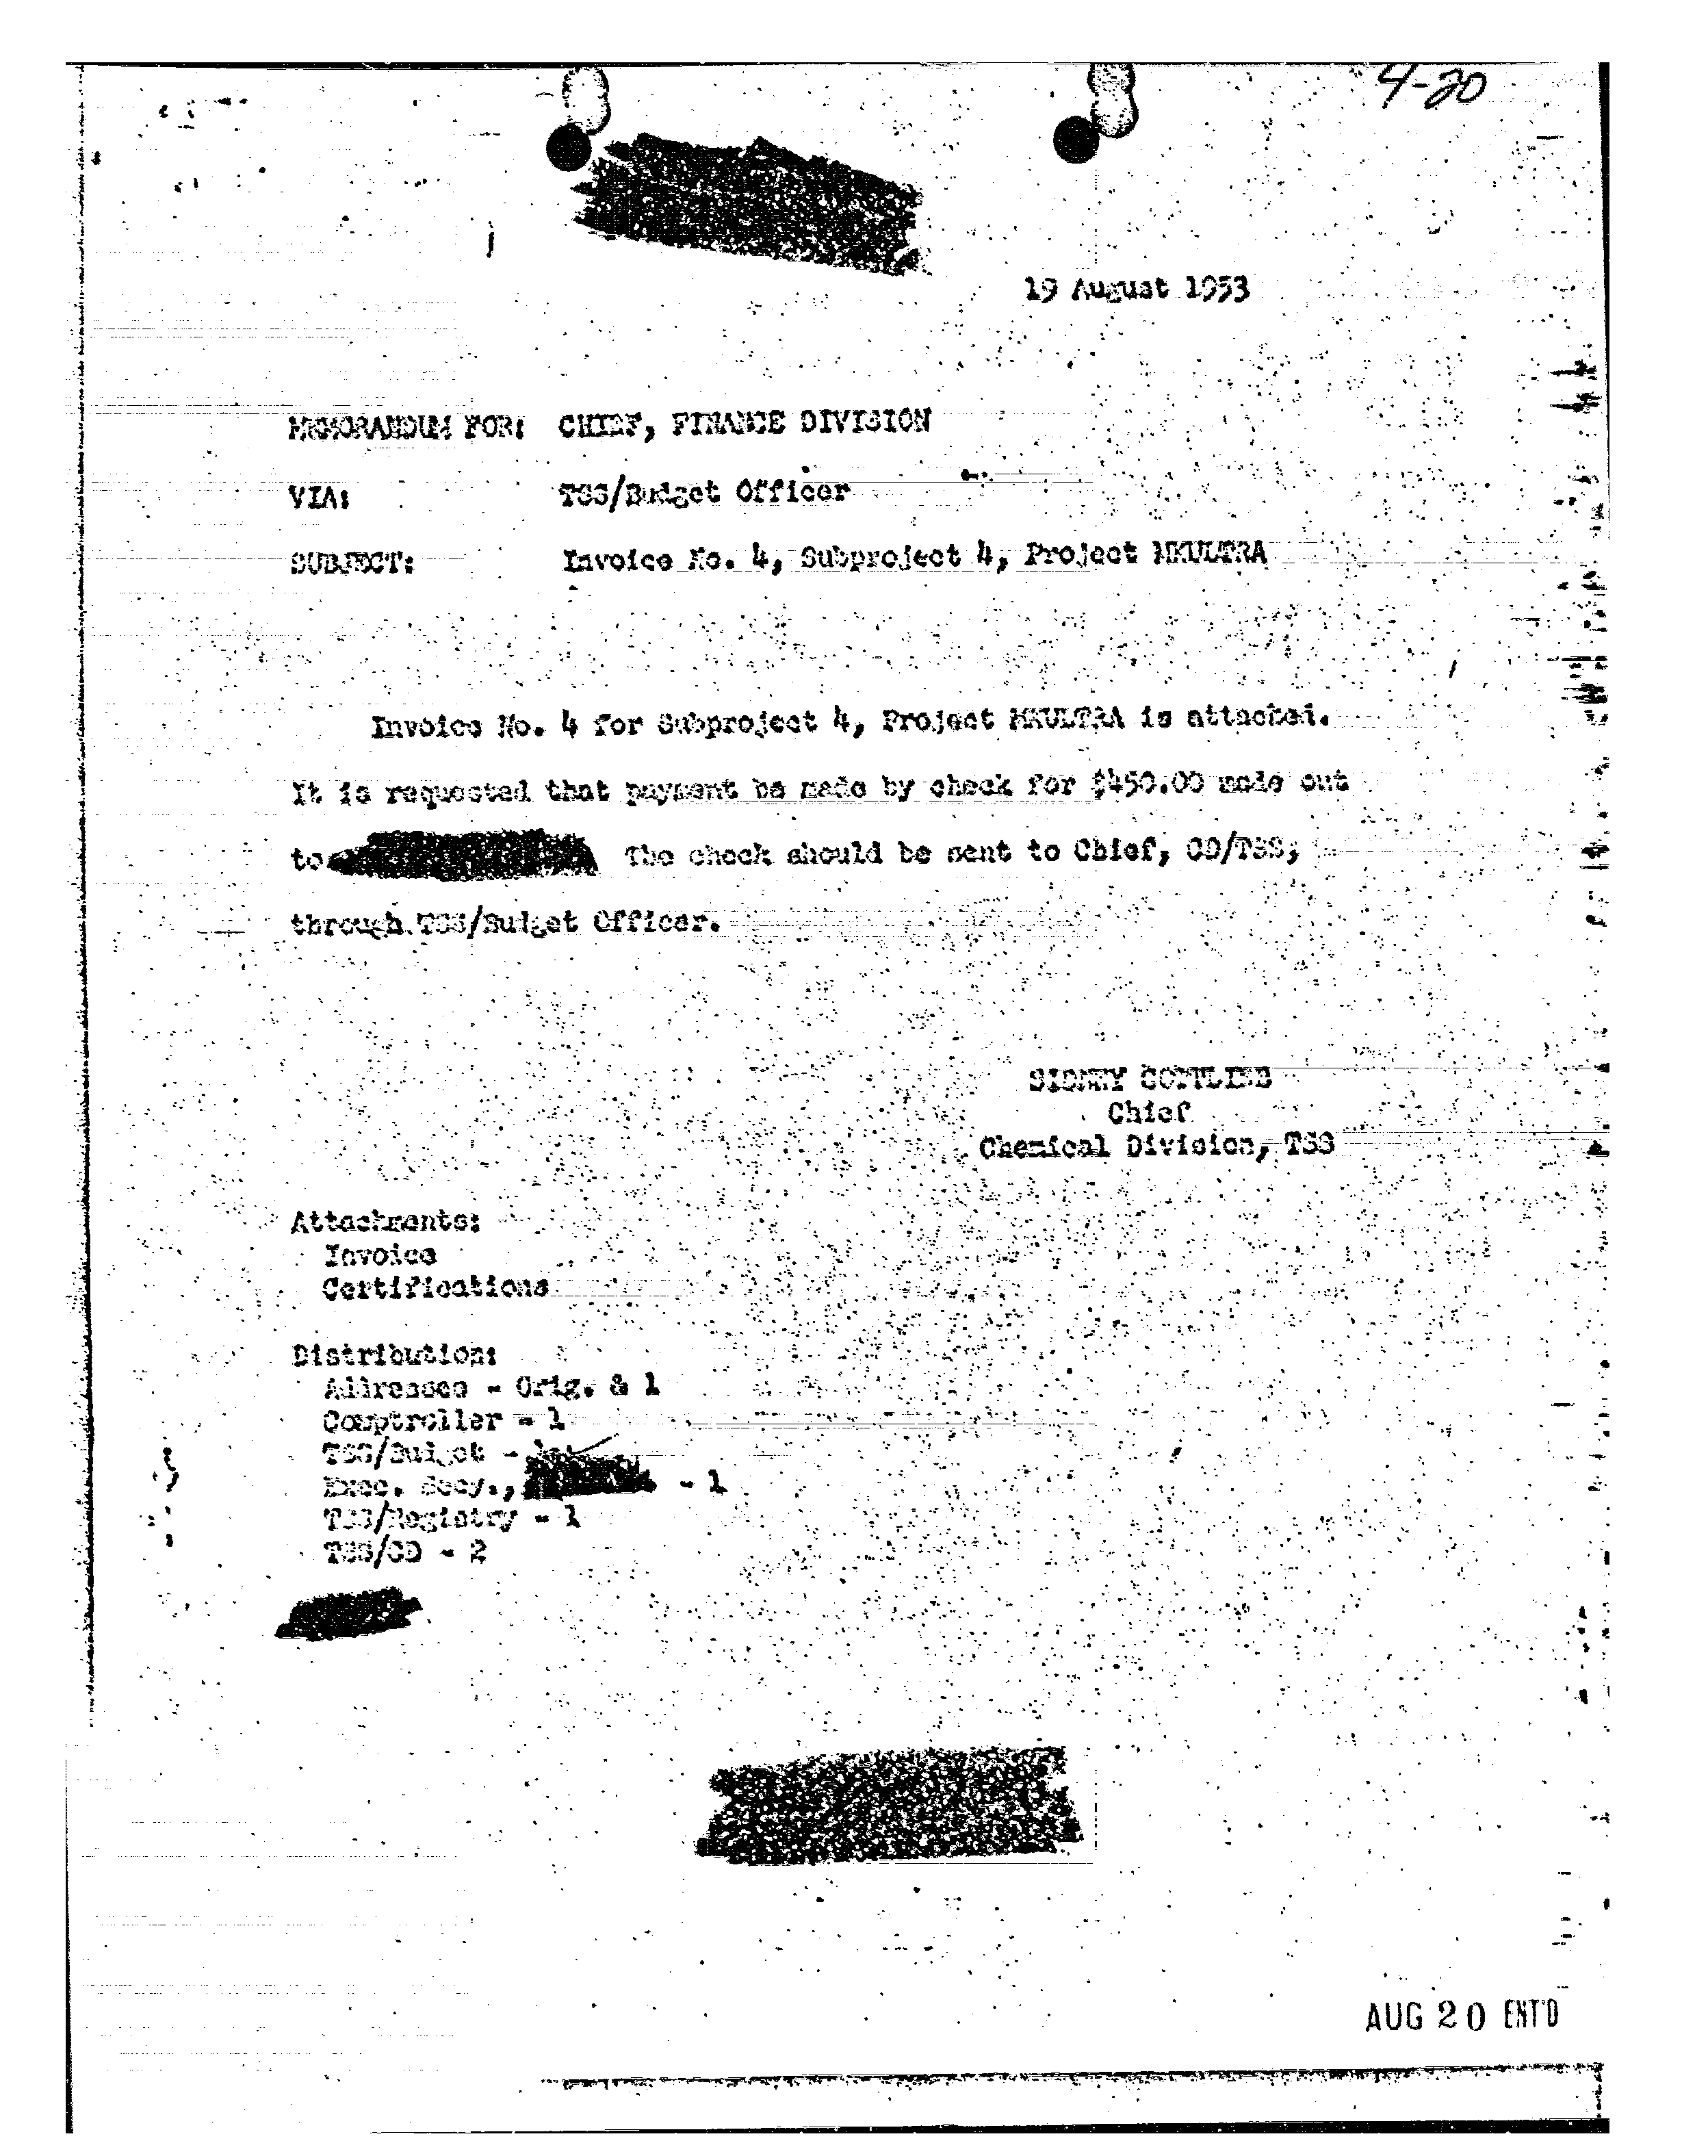 4-20
19 August 1953
MEMORANDUM FOR: CHIEF, FINANCE DIVISION
VIA: TSS/Budget Officer
SUBJECT: Invoice No. 4, Subproject 4, Project MKULTRA
Invoice No. 4 for Subproject 4, Project MKULTRA is attached.
It is requested that payment be made by check for $450.00 made out
to The check should be sent to Chief, CD/TSS,
through TSS/Budget Officer.
SIDNEY GOTTLIEB
Chief
Chemical Division, TSS
Attachments:
Invoice
Certifications
Distribution:
Addressee - Orig. & 1
Comptroller - 1
TSS/Budget -
Exec. Secy., - 1
TSS/Registry - 1
TSS/CD - 2
AUG 20 ENT'D